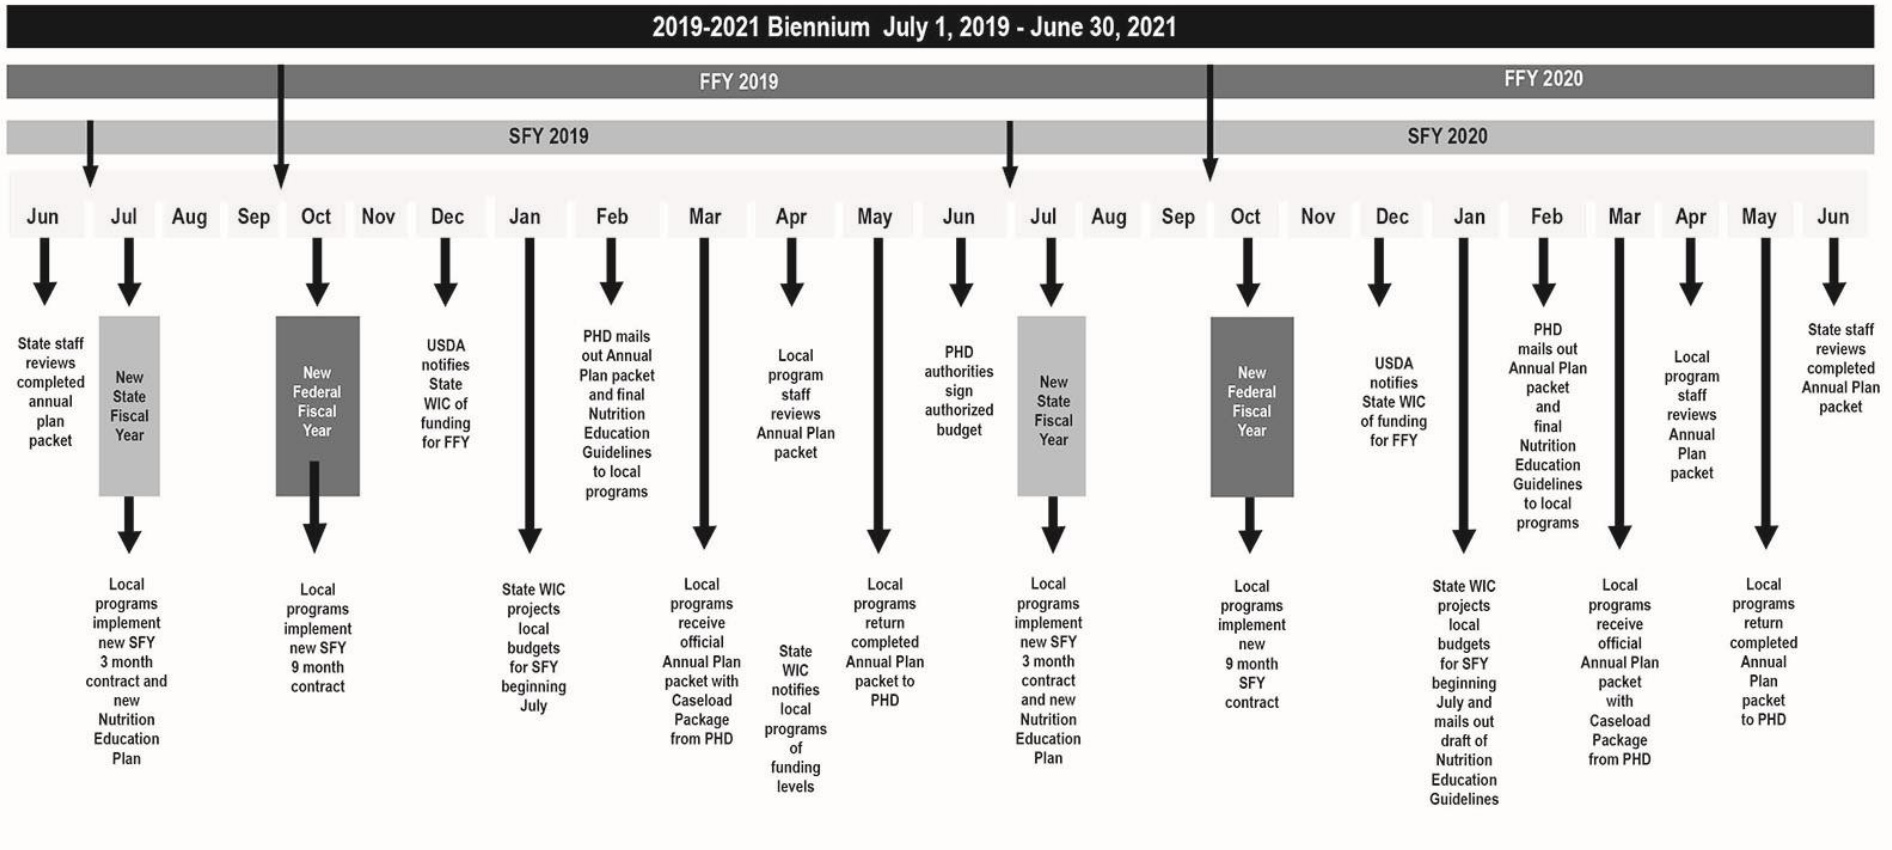 2019-2021 Biennium  July 1, 2019 - June 30, 2021
FFY 2019
FFY 2020
SFY 2019
SFY 2020
Jun Jul Aug Sep Oct Nov Dec Jan Feb Mar Apr May Jun Jul Aug Sep Oct Nov Dec Jan Feb Mar Apr May Jun
State staff
reviews
completed
annual
plan
packet
New
State
Fiscal
Year
Local
programs
implement
new SFY
3 month
contract and
new
Nutrition
Education
Plan
New
Federal
Fiscal
Year
Local
programs
implement
new SFY
9 month
contract
USDA
notifies
State
WIC of
funding
for FFY
State WIC
projects
local
budgets
for SFY
beginning
July
PHD mails
out Annual
Plan packet
and final
Nutrition
Education
Guidelines
to local
programs
Local
programs
receive
official
Annual Plan
packet with
Caseload
Package
from PHD
Local
program
staff
reviews
Annual Plan
packet
State
WIC
notifies
local
programs
of
funding
levels
Local
programs
return
completed
Annual Plan
packet to
PHD
PHD
authorities
sign
authorized
budget
New
State
Fiscal
Year
Local
programs
implement
new SFY
3 month
contract
and new
Nutrition
Education
Plan
New
Federal
Fiscal
Year
Local
programs
implement
new
9 month
SFY
contract
USDA
notifies
State WIC
of funding
for FFY
State WIC
projects
local
budgets
for SFY
beginning
July and
mails out
draft of
Nutrition
Education
Guidelines
PHD
mails out
Annual Plan
packet
and
final
Nutrition
Education
Guidelines
to local
programs
Local
programs
receive
official
Annual Plan
packet
with
Caseload
Package
from PHD
Local
program
staff
reviews
Annual
Plan
packet
Local
programs
return
completed
Annual
Plan
packet
to PHD
State staff
reviews
completed
Annual Plan
packet